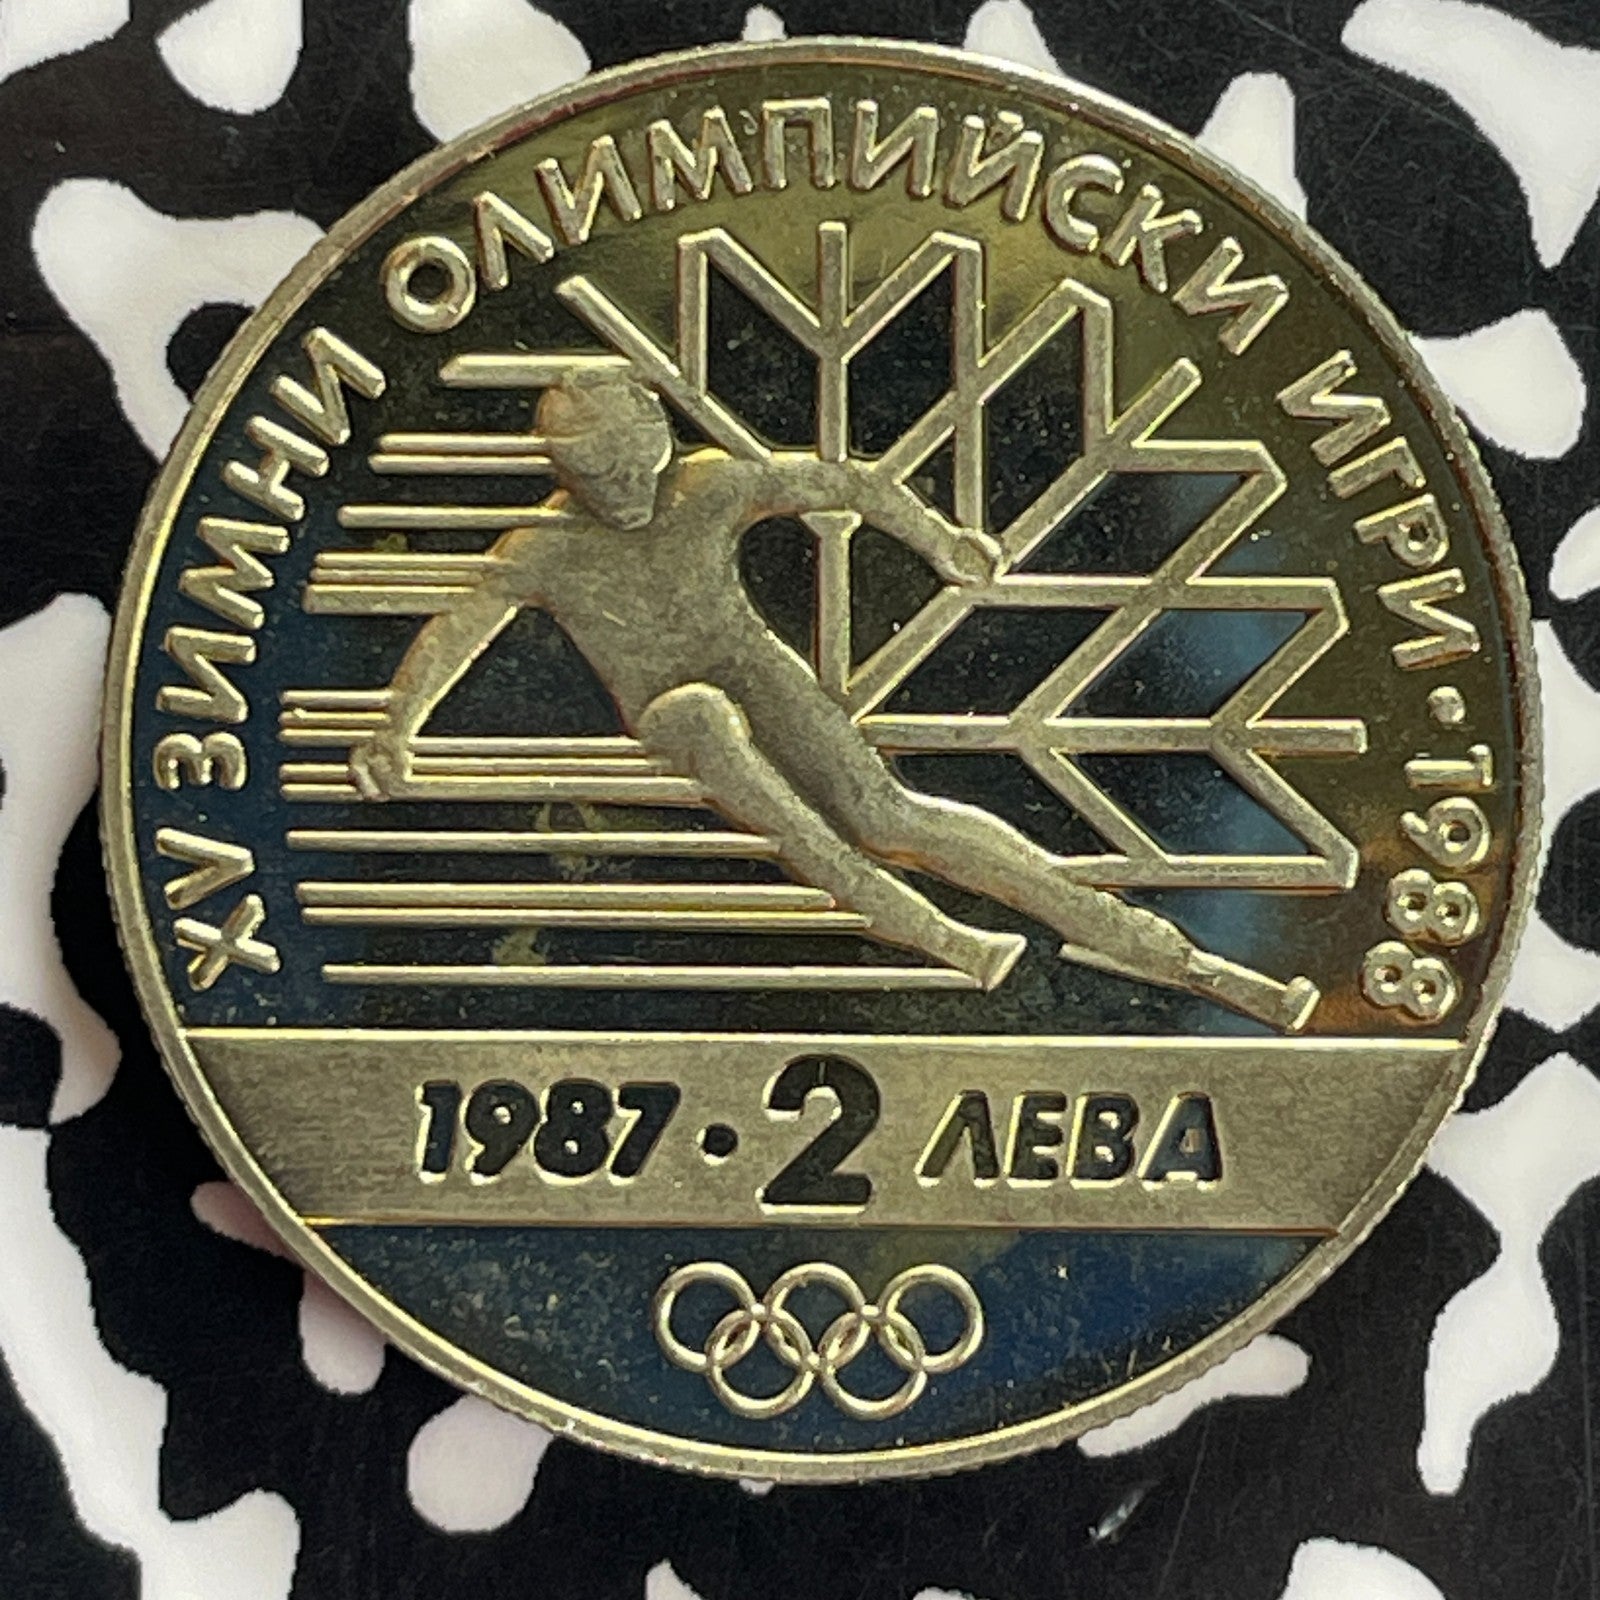 XV ЗИМНИ ОЛИМПИЙСКИ ИГРИ · 1988
1987 · 2 ЛЕВА